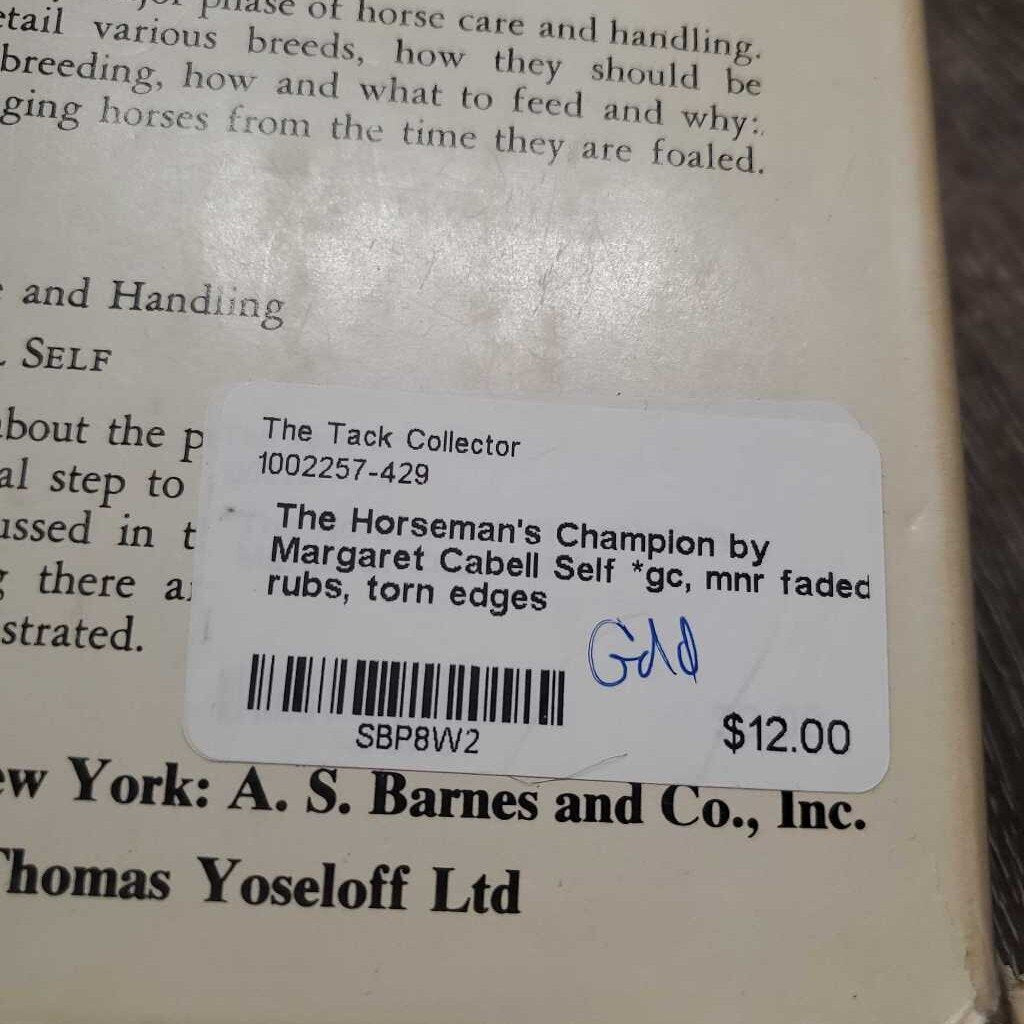 phase of horse care and handling.
etail various breeds, how they should be
breeding, how and what to feed and why:
ging horses from the time they are foaled.
and Handling
. SELF
bout the p
al step to
ussed in t
there a
strated.
The Tack Collector
1002257-429
The Horseman's Champion by
Margaret Cabell Self *gc, mnr faded
rubs, torn edges
Gdd
SBP8W2
$12.00
ew York: A. S. Barnes and Co., Inc.
Thomas Yoseloff Ltd